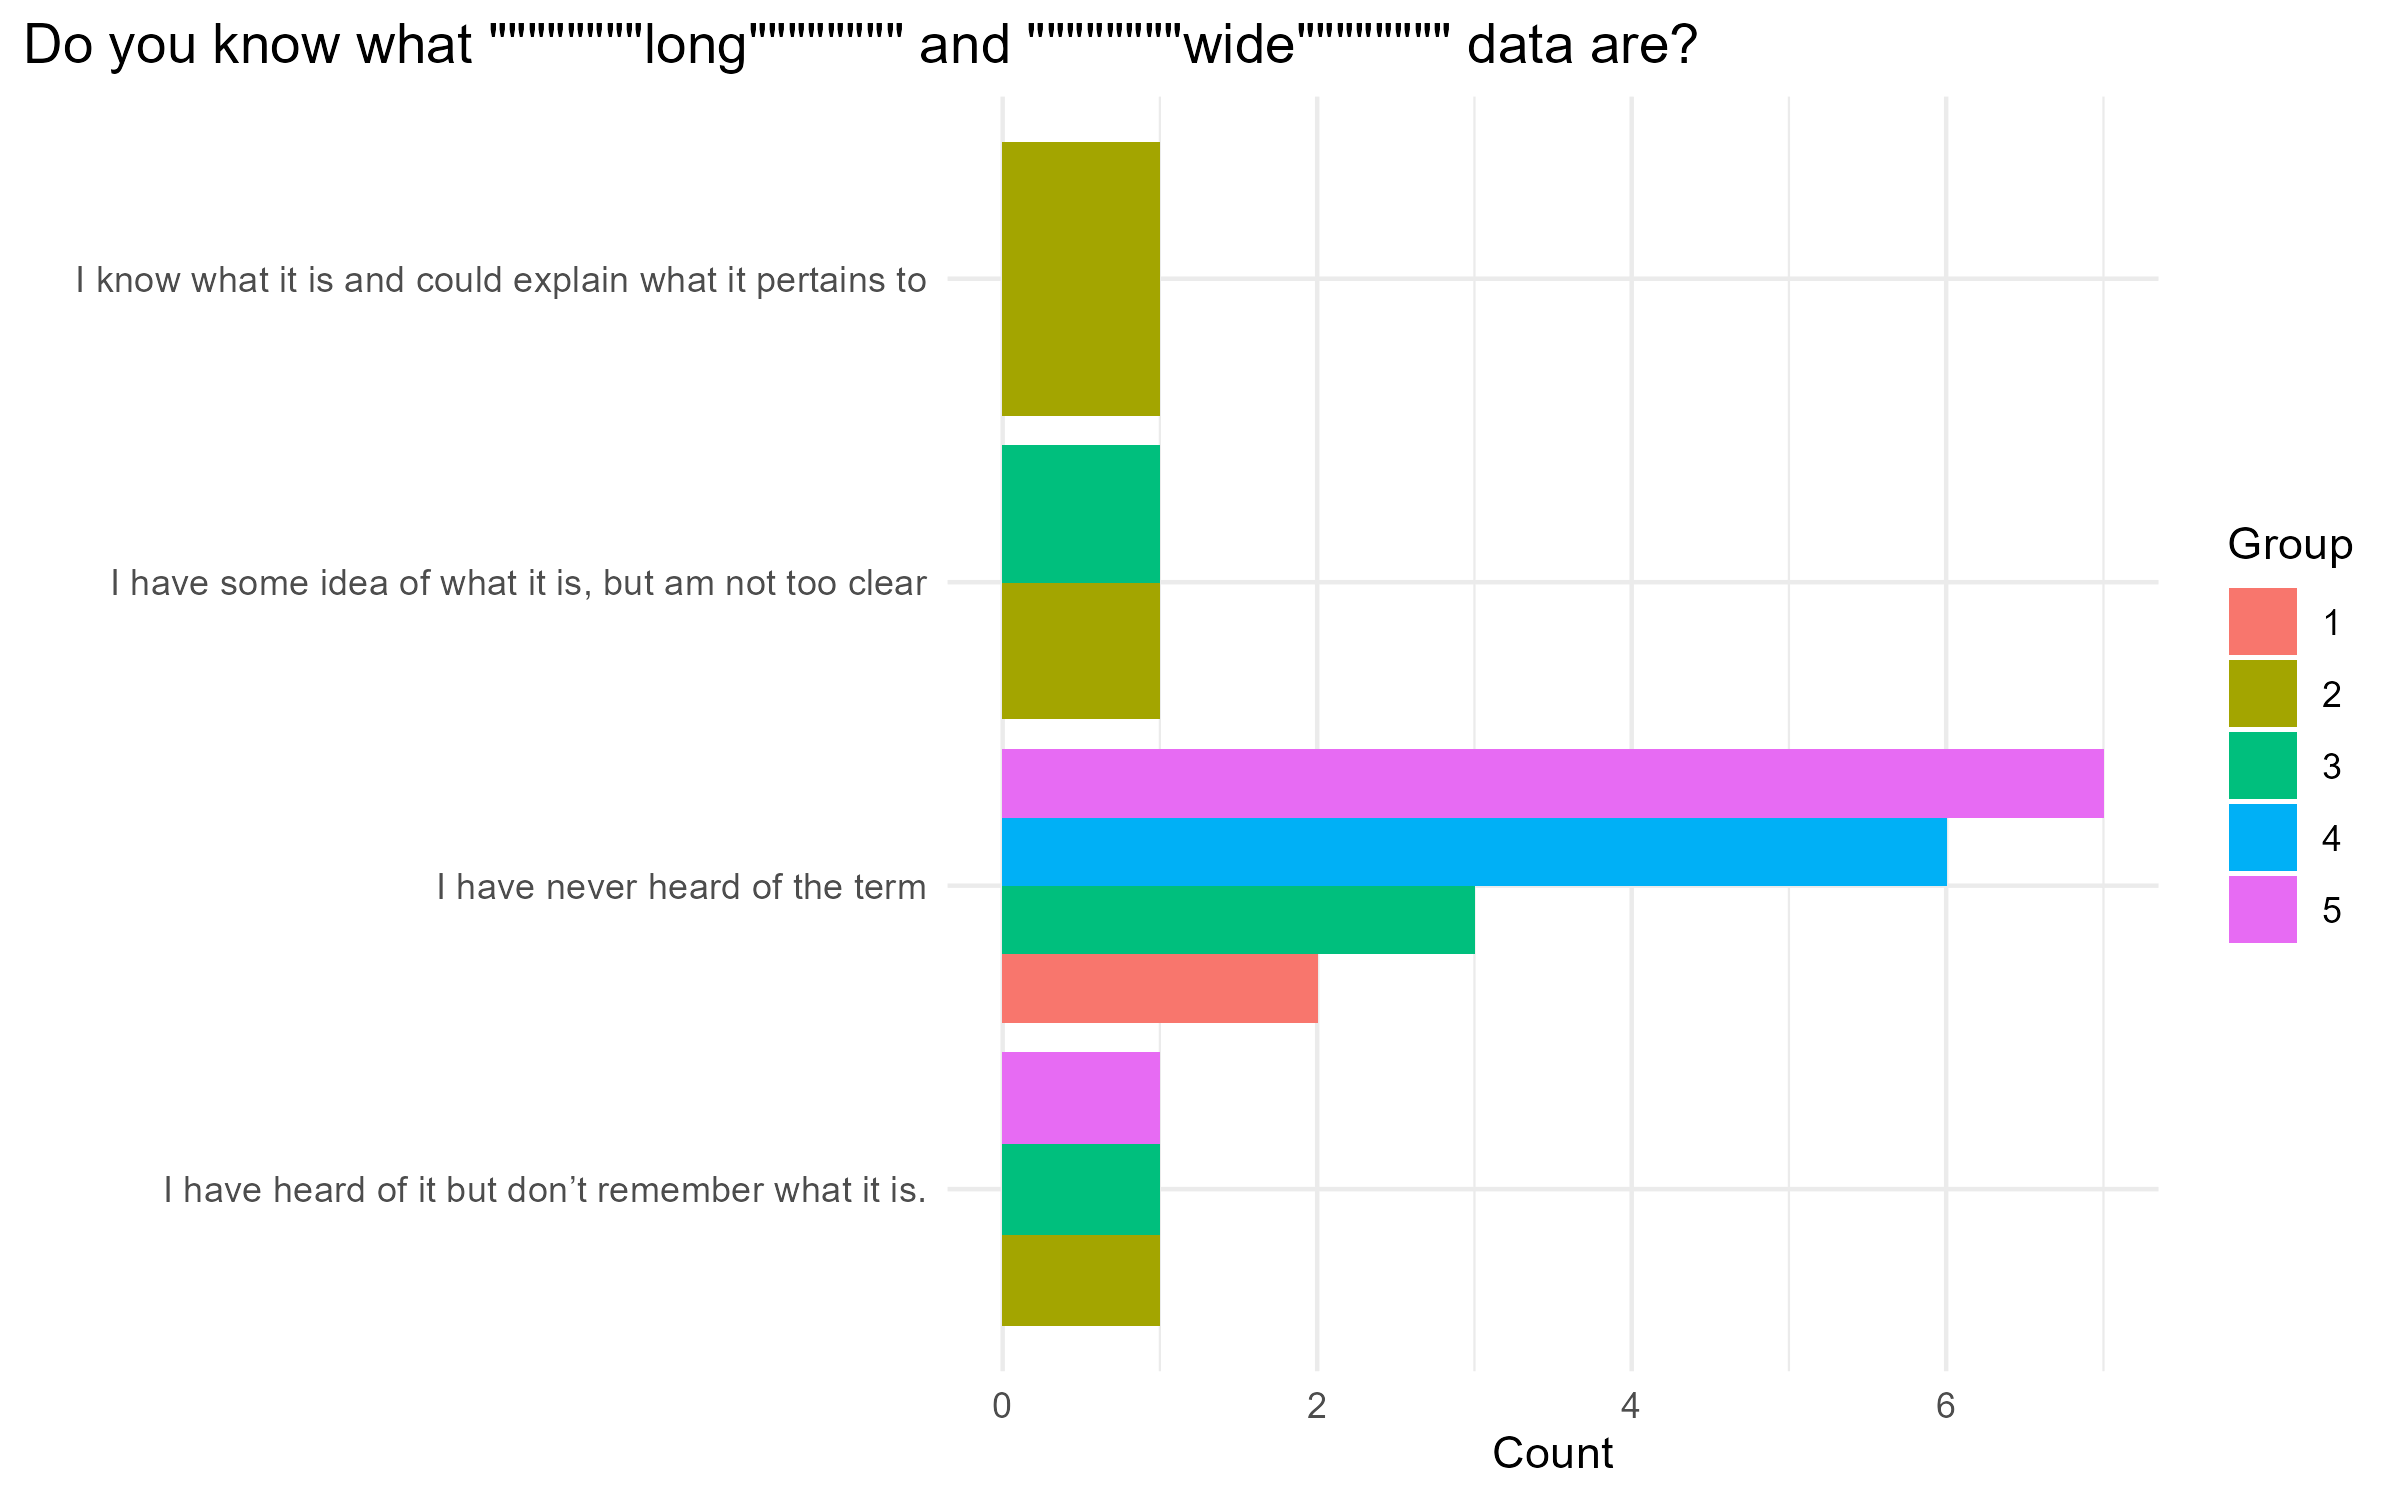 Do you know what """"""""long"""""""" and """"""""wide"""""""" data are?
I know what it is and could explain what it pertains to
I have some idea of what it is, but am not too clear
I have never heard of the term
I have heard of it but don’t remember what it is.
0 2 4 6
Count
Group
1
2
3
4
5